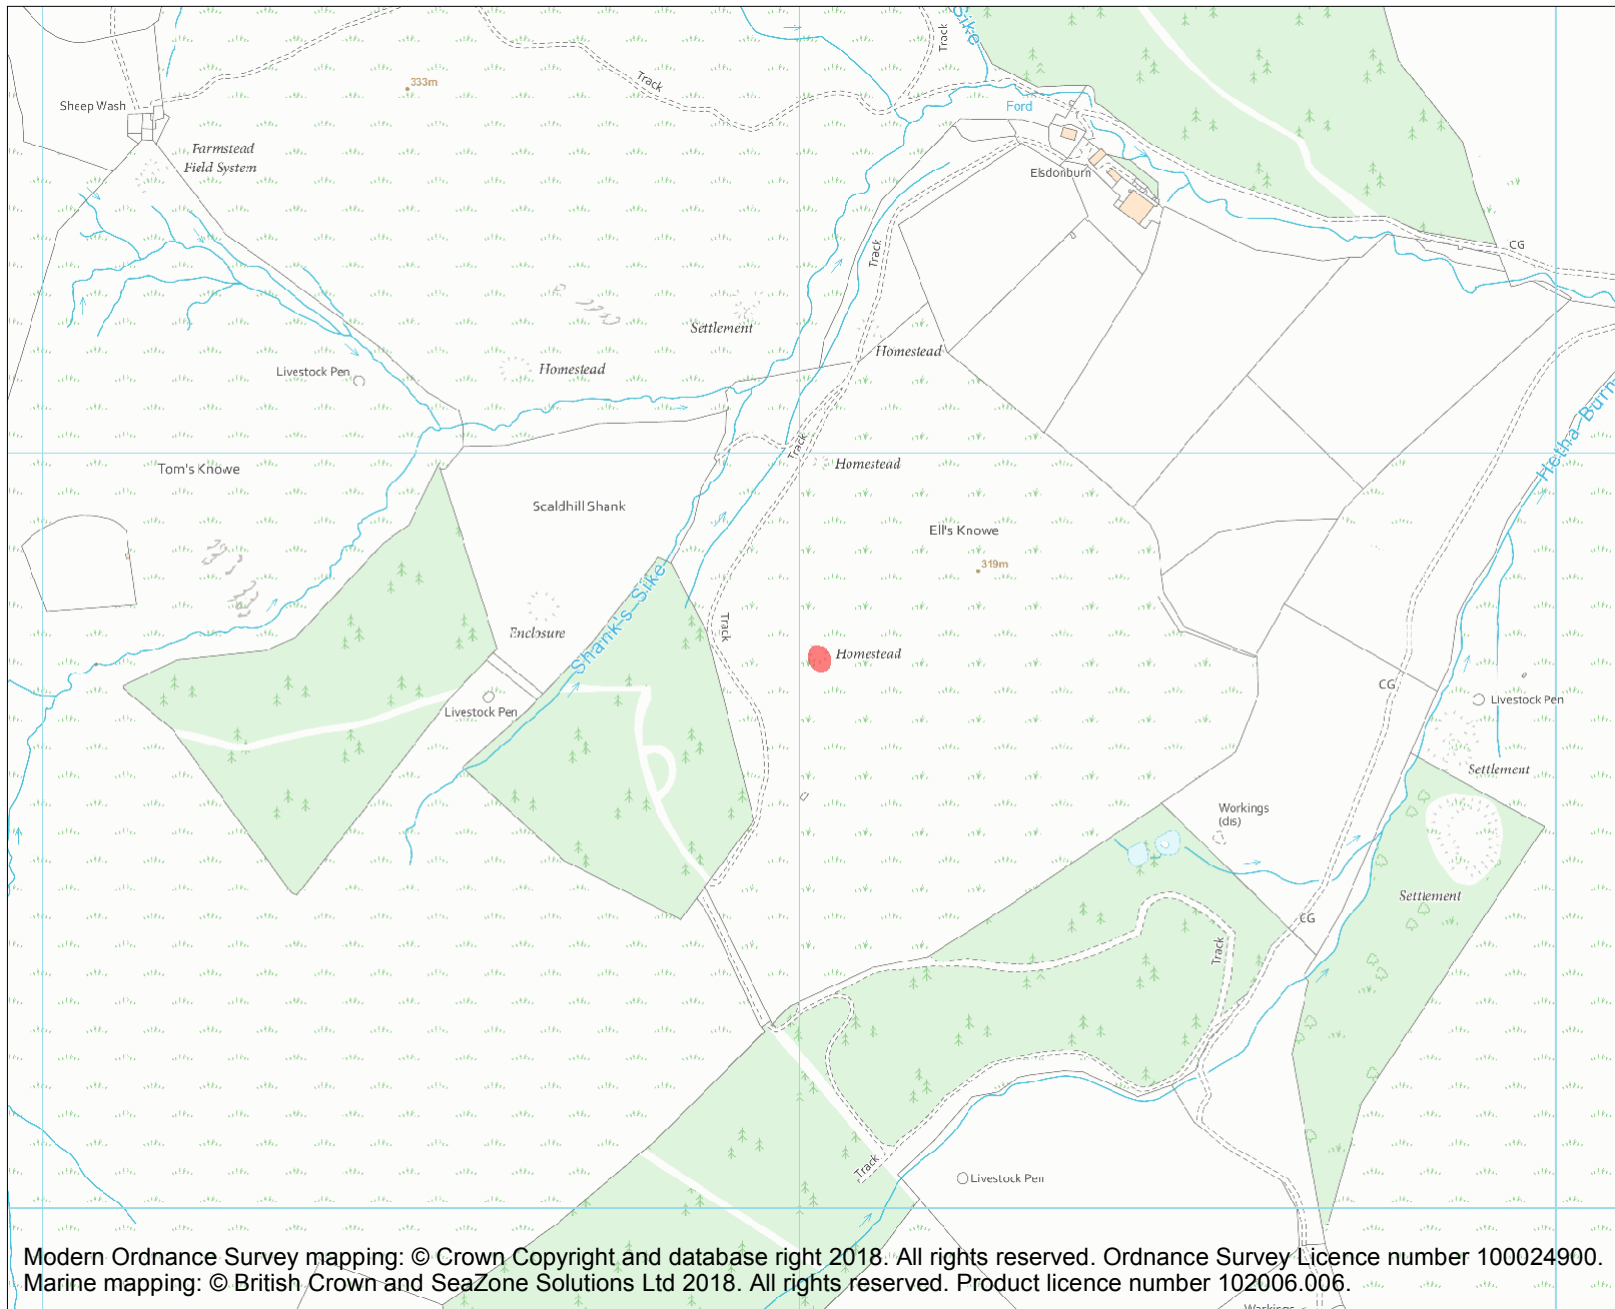 Sike
Track
333m
Track
Sheep Wash
Ford
Farmstead
Field System
Elsdonburn
Track
CG
Settlement
Homestead
Livestock Pen
Homestead
Hetha Burn
Track
Homestead
Tom's Knowe
Scaldhill Shank
Ell's Knowe
319m
Shank's Sike
Enclosure
Track
Homestead
CG
Livestock Pen
Livestock Pen
Settlement
Workings
(dis)
Settlement
CG
Track
Track
Livestock Pen
Modern Ordnance Survey mapping: © Crown Copyright and database right 2018. All rights reserved. Ordnance Survey Licence number 100024900.
Marine mapping: © British Crown and SeaZone Solutions Ltd 2018. All rights reserved. Product licence number 102006.006.
Workings